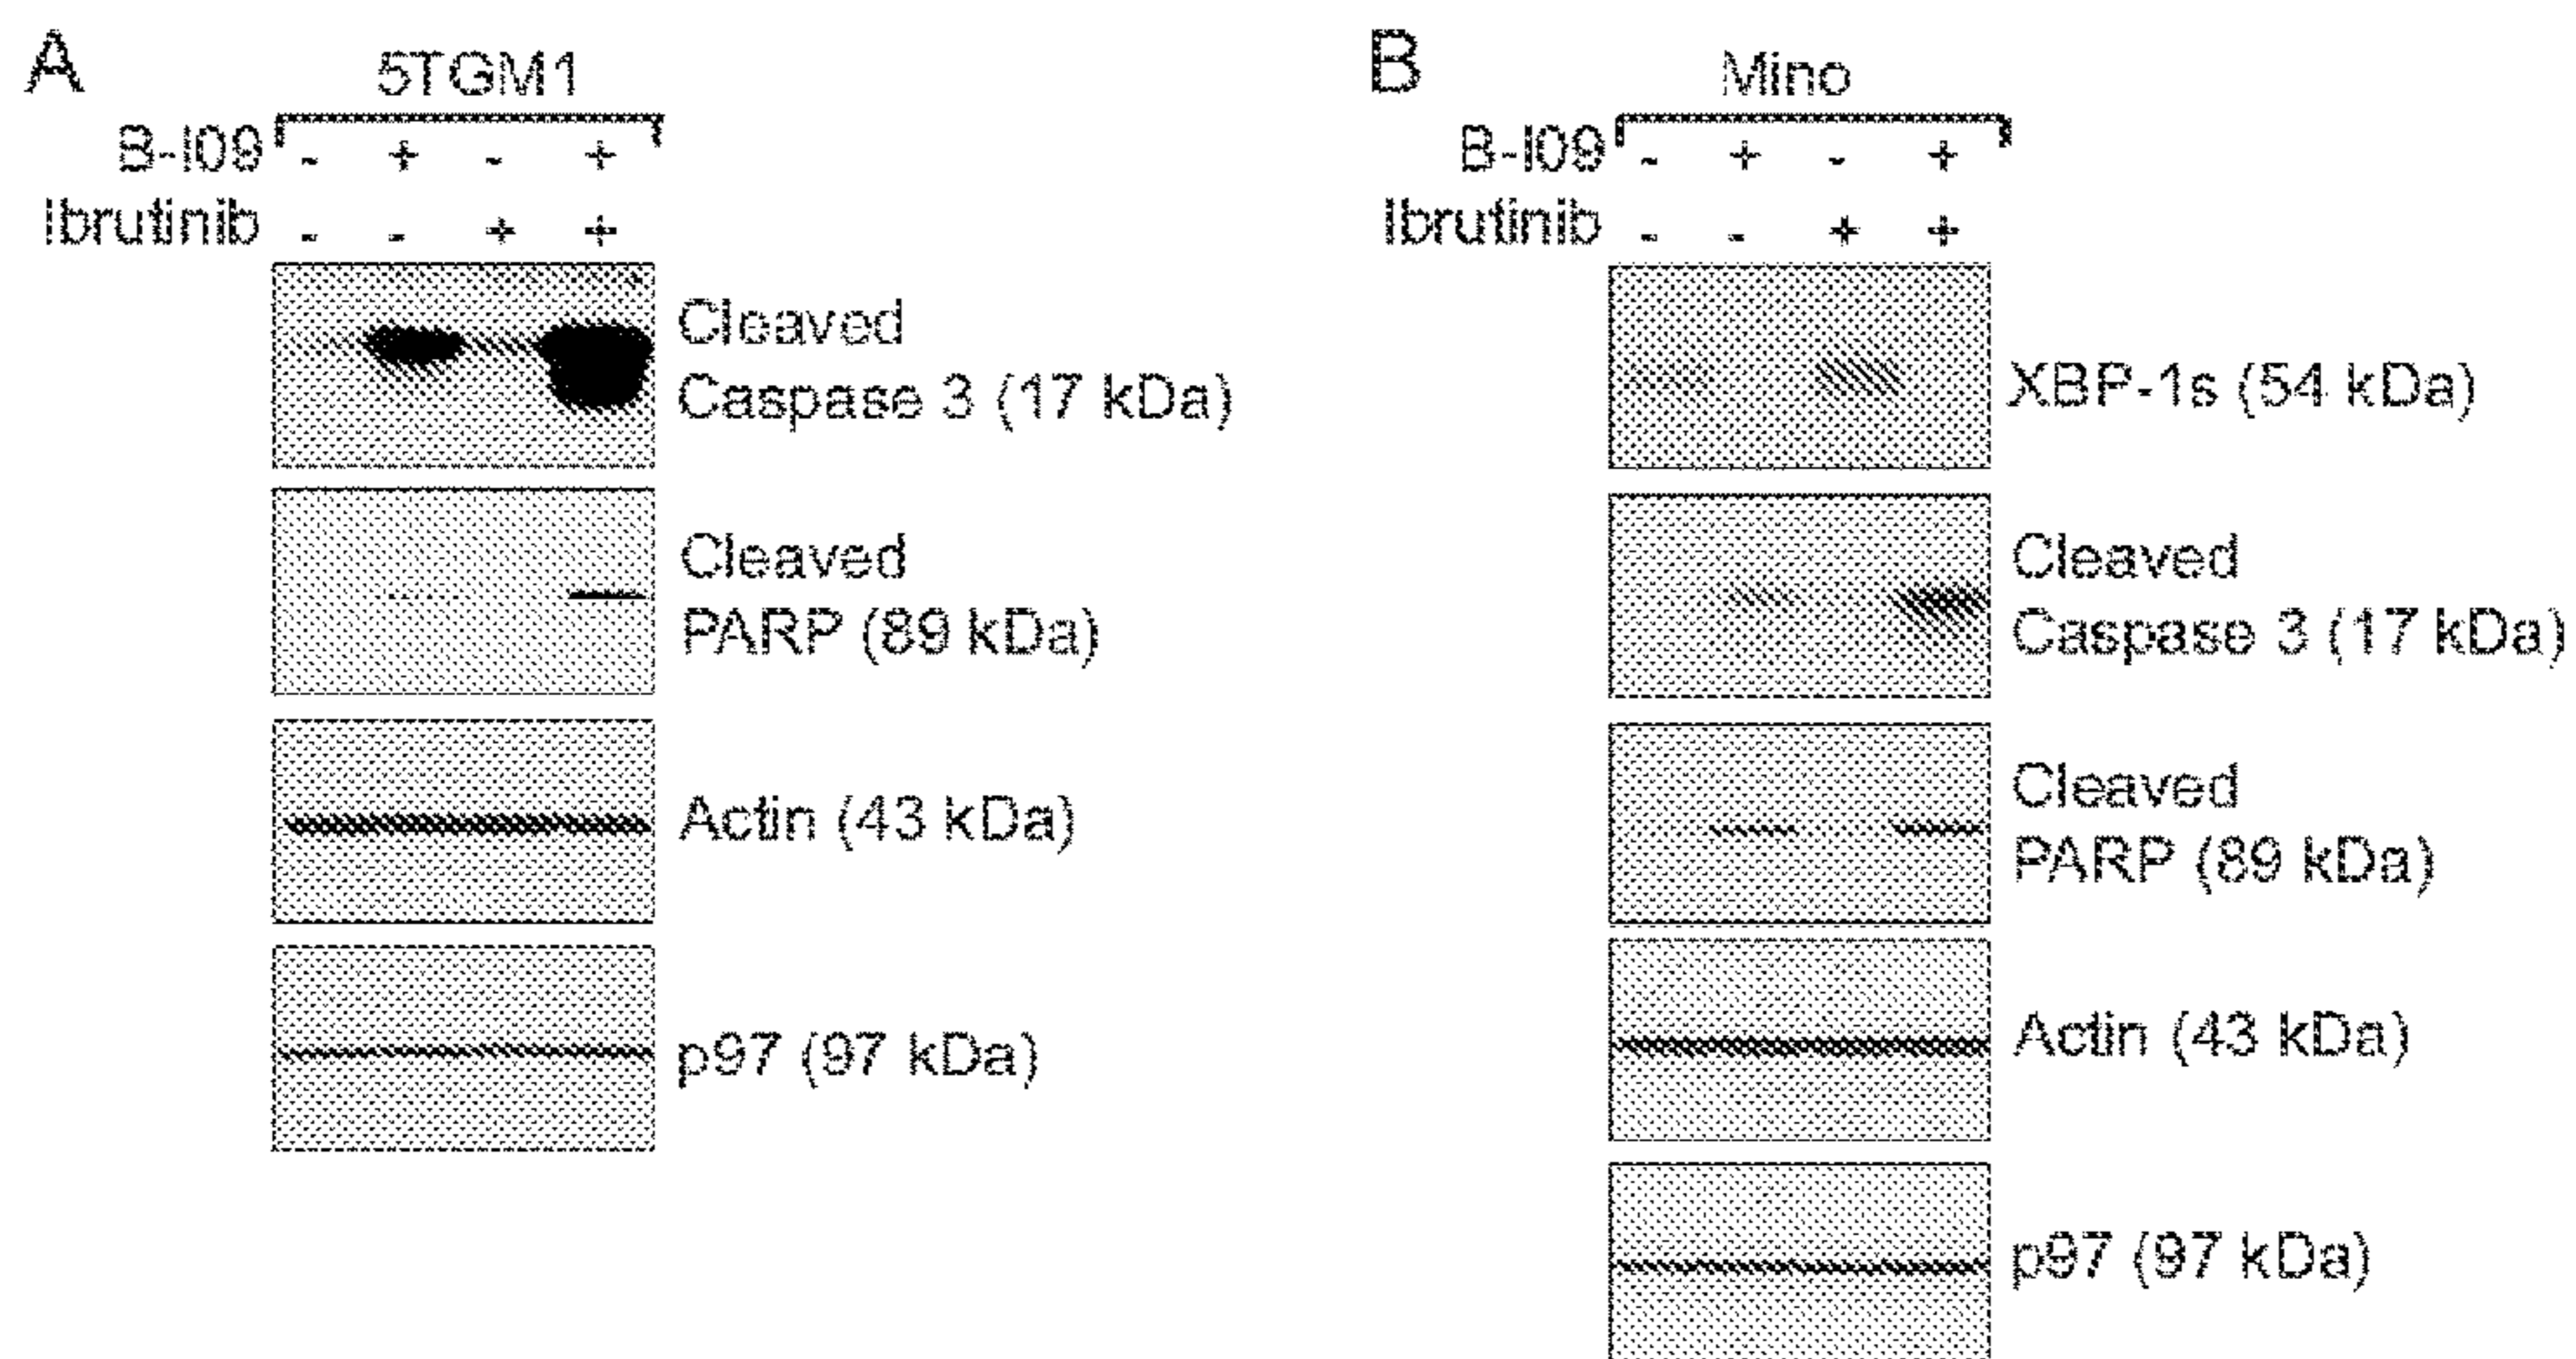 A
5TGM1
B-I09 - + - +
Ibrutinib - - + +
Cleaved
Caspase 3 (17 kDa)
Cleaved
PARP (89 kDa)
Actin (43 kDa)
p97 (97 kDa)
B
Mino
B-I09 - + - +
Ibrutinib - - + +
XBP-1s (54 kDa)
Cleaved
Caspase 3 (17 kDa)
Cleaved
PARP (89 kDa)
Actin (43 kDa)
p97 (97 kDa)